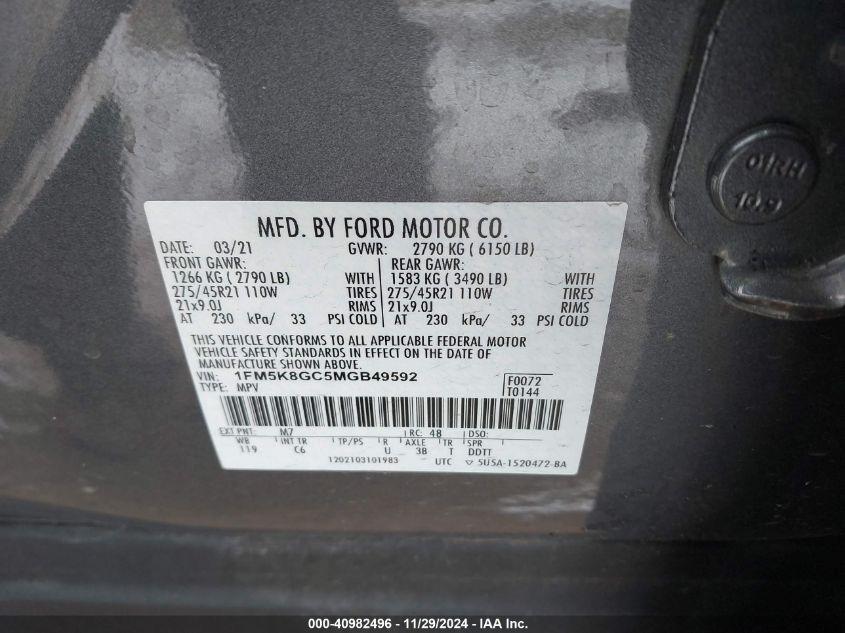 01RH
10.9
MFD. BY FORD MOTOR CO.
DATE: 03/21 GVWR: 2790 KG ( 6150 LB)
FRONT GAWR: REAR GAWR:
1266 KG ( 2790 LB) WITH 1583 KG ( 3490 LB) WITH
275/45R21 110W TIRES 275/45R21 110W TIRES
21x9.0J RIMS 21x9.0J RIMS
AT 230 kPa/ 33 PSI COLD AT 230 kPa/ 33 PSI COLD
THIS VEHICLE CONFORMS TO ALL APPLICABLE FEDERAL MOTOR
VEHICLE SAFETY STANDARDS IN EFFECT ON THE DATE OF
MANUFACTURE SHOWN ABOVE.
VIN: 1FM5K8GC5MGB49592 F0072
TYPE: MPV T0144
EXT PNT: M7 RC: 48 DSO:
WB INT TR TP/PS R AXLE TR SPR
119 C6 U 3B T DDTT
1202103101983 UTC ▽ 5U5A-1520472-BA
000-40982496 - 11/29/2024 - IAA Inc.